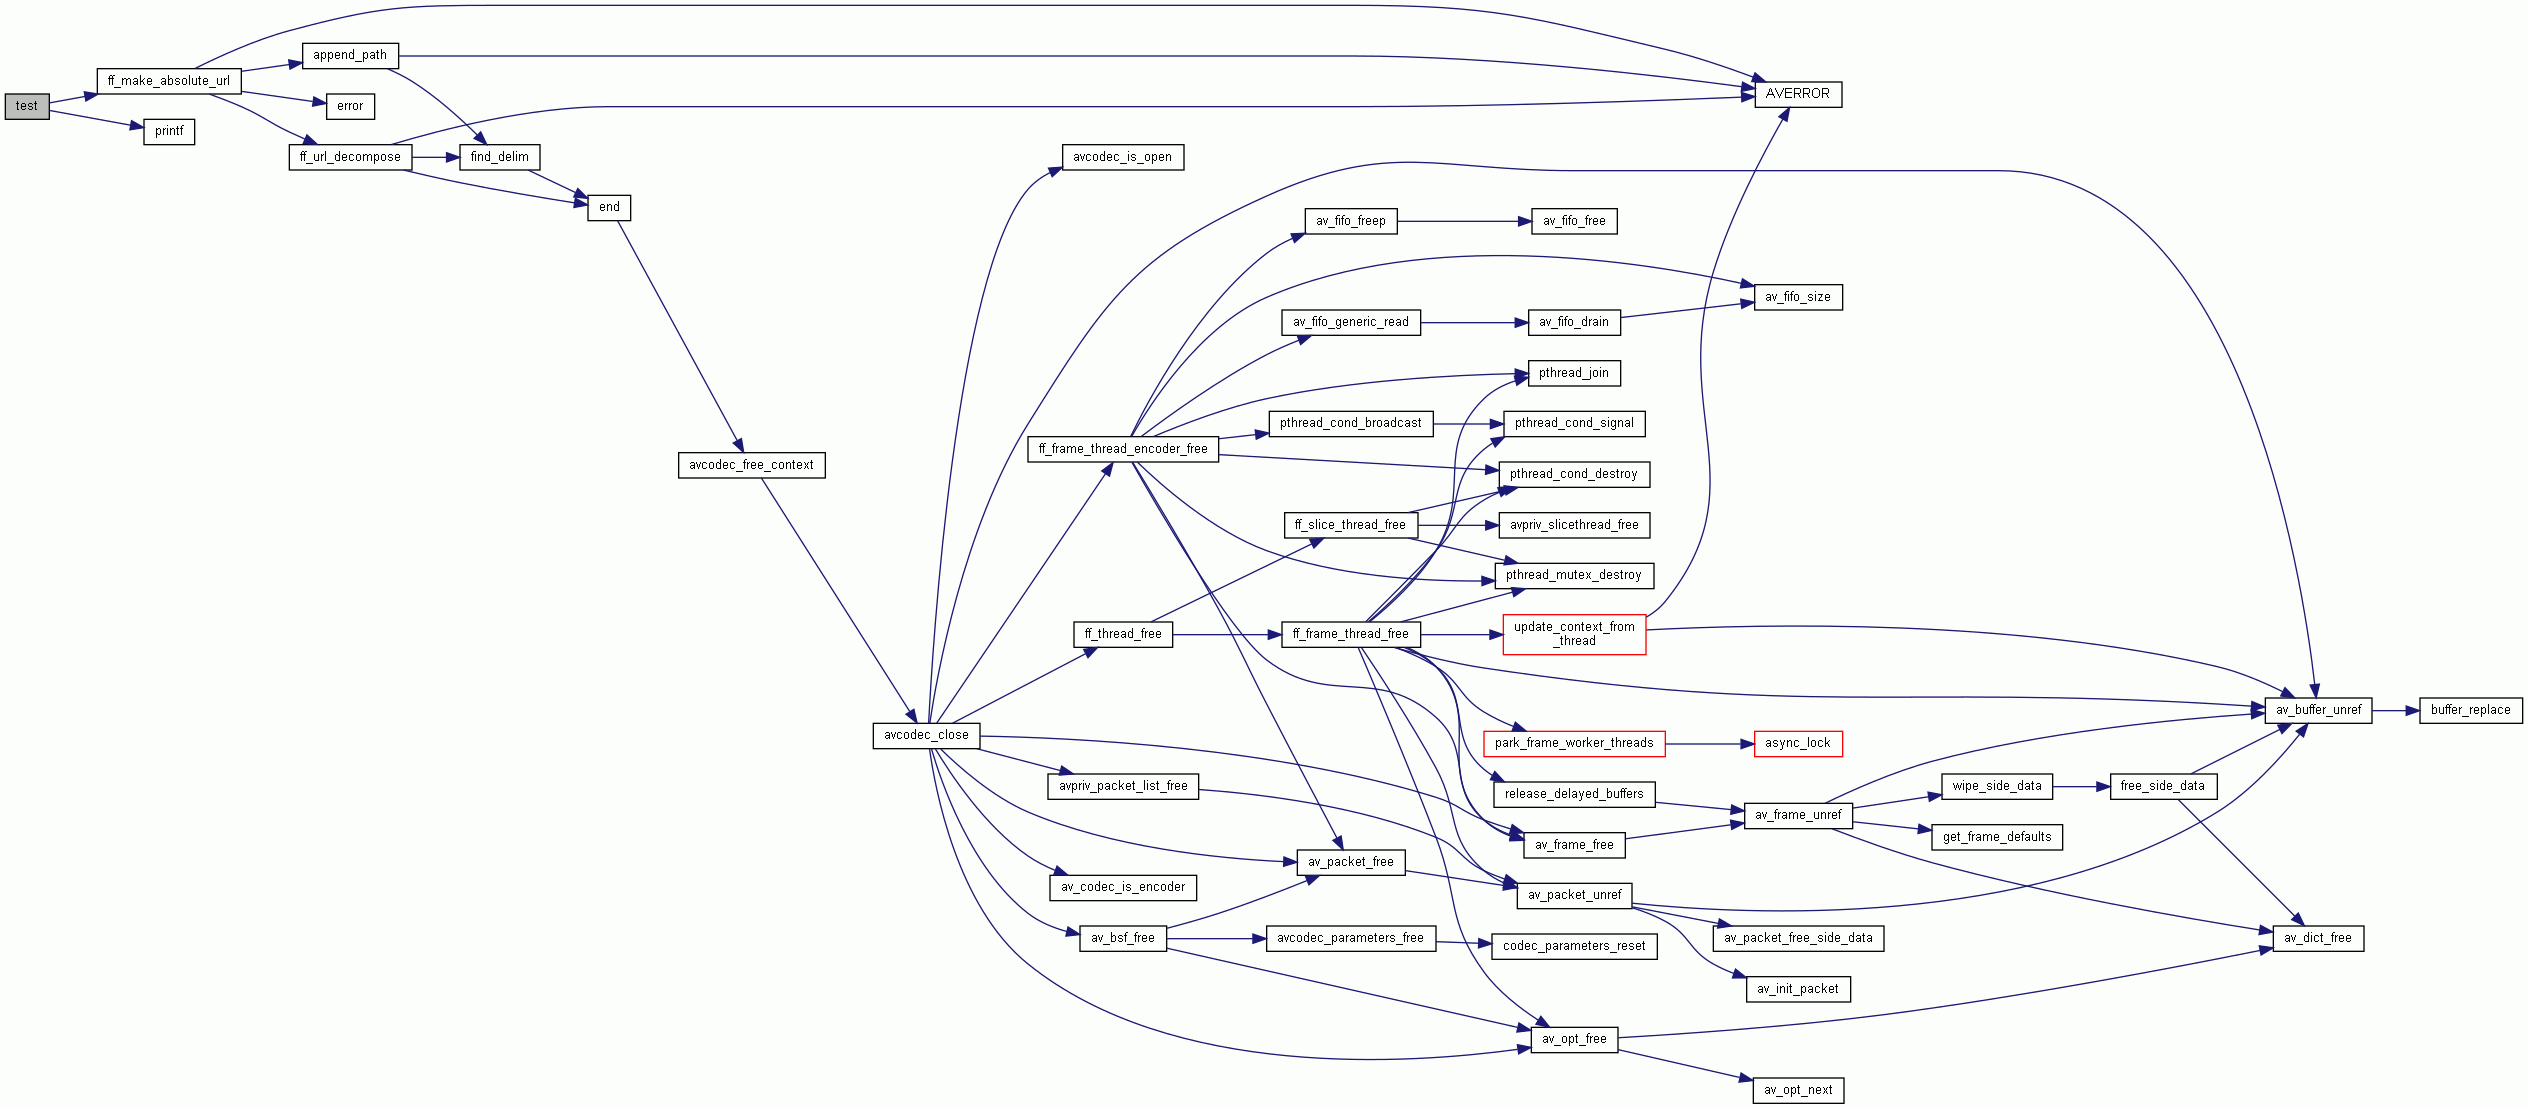 test
ff_make_absolute_url
printf
append_path
error
ff_url_decompose
find_delim
end
avcodec_free_context
avcodec_close
avcodec_is_open
ff_frame_thread_encoder_free
ff_thread_free
avpriv_packet_list_free
av_codec_is_encoder
av_bsf_free
av_fifo_freep
av_fifo_generic_read
pthread_cond_broadcast
ff_slice_thread_free
ff_frame_thread_free
av_packet_free
avcodec_parameters_free
av_fifo_free
av_fifo_drain
pthread_join
pthread_cond_signal
pthread_cond_destroy
avpriv_slicethread_free
pthread_mutex_destroy
update_context_from
_thread
park_frame_worker_threads
release_delayed_buffers
av_frame_free
av_packet_unref
codec_parameters_reset
av_opt_free
AVERROR
av_fifo_size
async_lock
av_frame_unref
av_packet_free_side_data
av_init_packet
av_opt_next
wipe_side_data
get_frame_defaults
free_side_data
av_buffer_unref
av_dict_free
buffer_replace